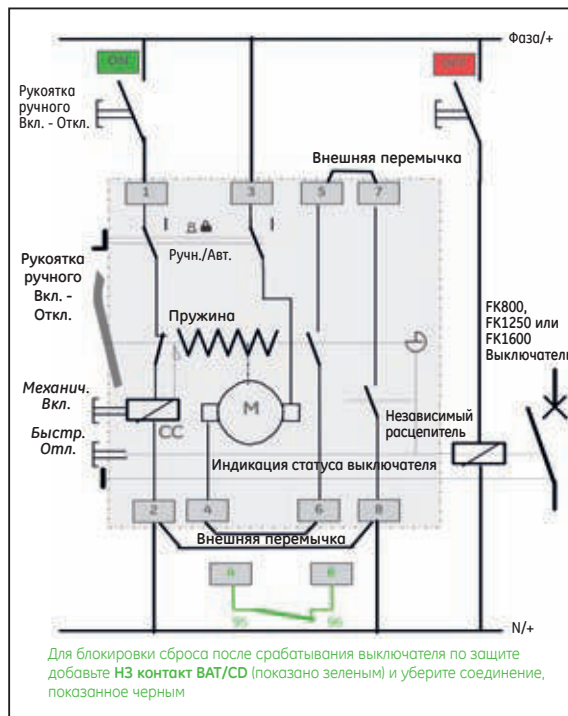 Фаза/+
ON
OFF
Рукоятка
ручного
Вкл. - Откл.
Внешняя перемычка
1
3
5
7
I
I
Ручн./Авт.
Рукоятка
ручного
Вкл. -
Откл.
Пружина
FK800,
FK1250 или
FK1600
Выключатель
Механич.
Вкл.
M
CC
Независимый
расцепитель
Быстр.
Отл.
Индикация статуса выключателя
2
4
6
8
Внешняя перемычка
95
96
N/+
Для блокировки сброса после срабатывания выключателя по защите
добавьте НЗ контакт BAT/CD (показано зеленым) и уберите соединение,
показанное черным